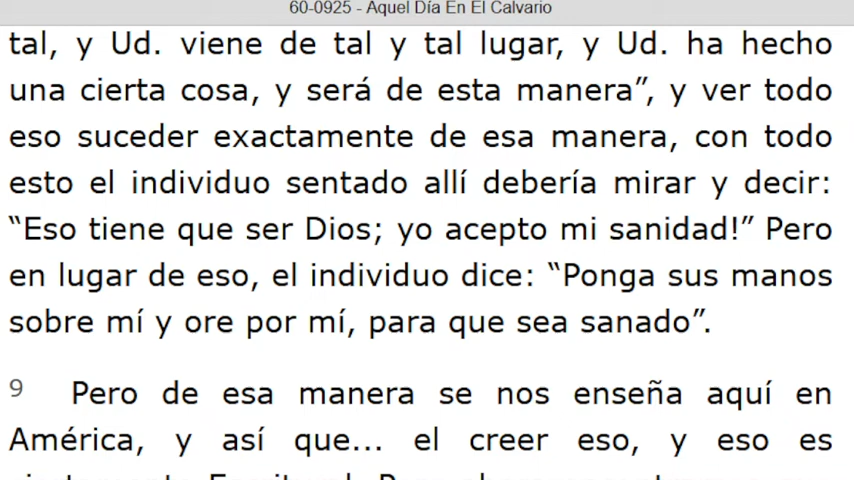 60-0925 - Aquel Día En El Calvario
tal, y Ud. viene de tal y tal lugar, y Ud. ha hecho
una cierta cosa, y será de esta manera”, y ver todo
eso suceder exactamente de esa manera, con todo
esto el individuo sentado allí debería mirar y decir:
“Eso tiene que ser Dios; yo acepto mi sanidad!” Pero
en lugar de eso, el individuo dice: “Ponga sus manos
sobre mí y ore por mí, para que sea sanado”.
9 Pero de esa manera se nos enseña aquí en
América, y así que... el creer eso, y eso es